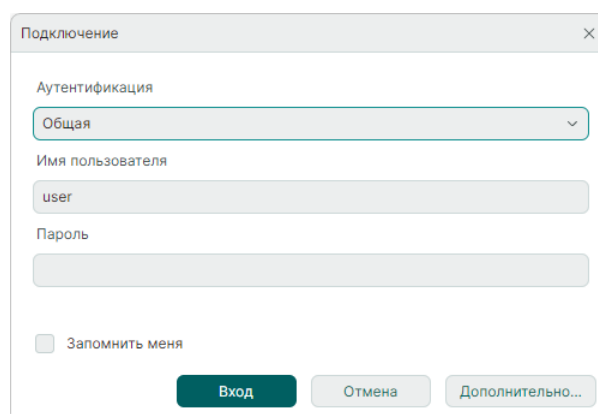 Подключение
Аутентификация
Общая
Имя пользователя
user
Пароль
Запомнить меня
Вход Отмена Дополнительно...